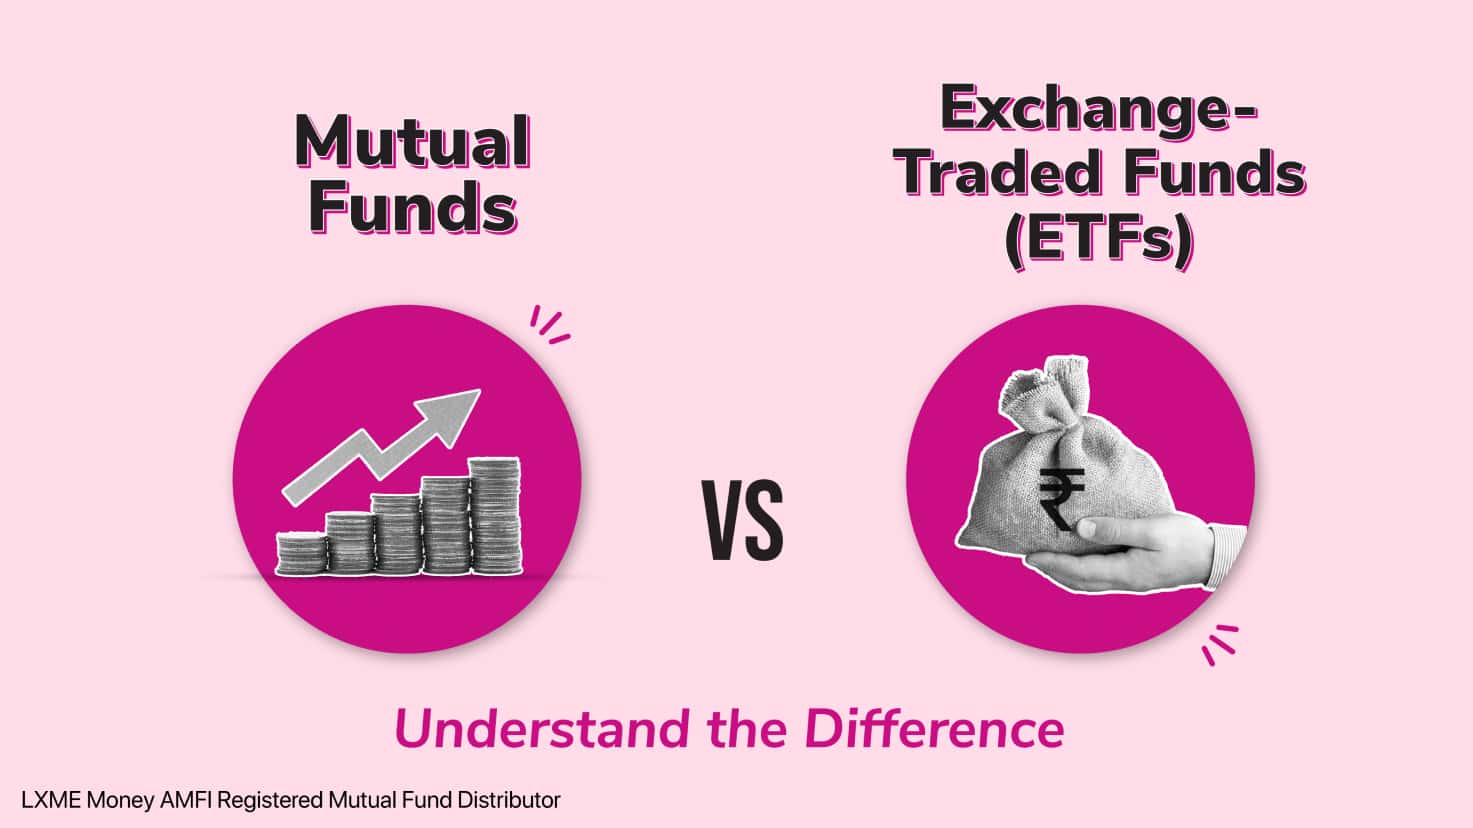 Mutual
Funds
Exchange-
Traded Funds
(ETFs)
₹
VS
Understand the Difference
LXME Money AMFI Registered Mutual Fund Distributor